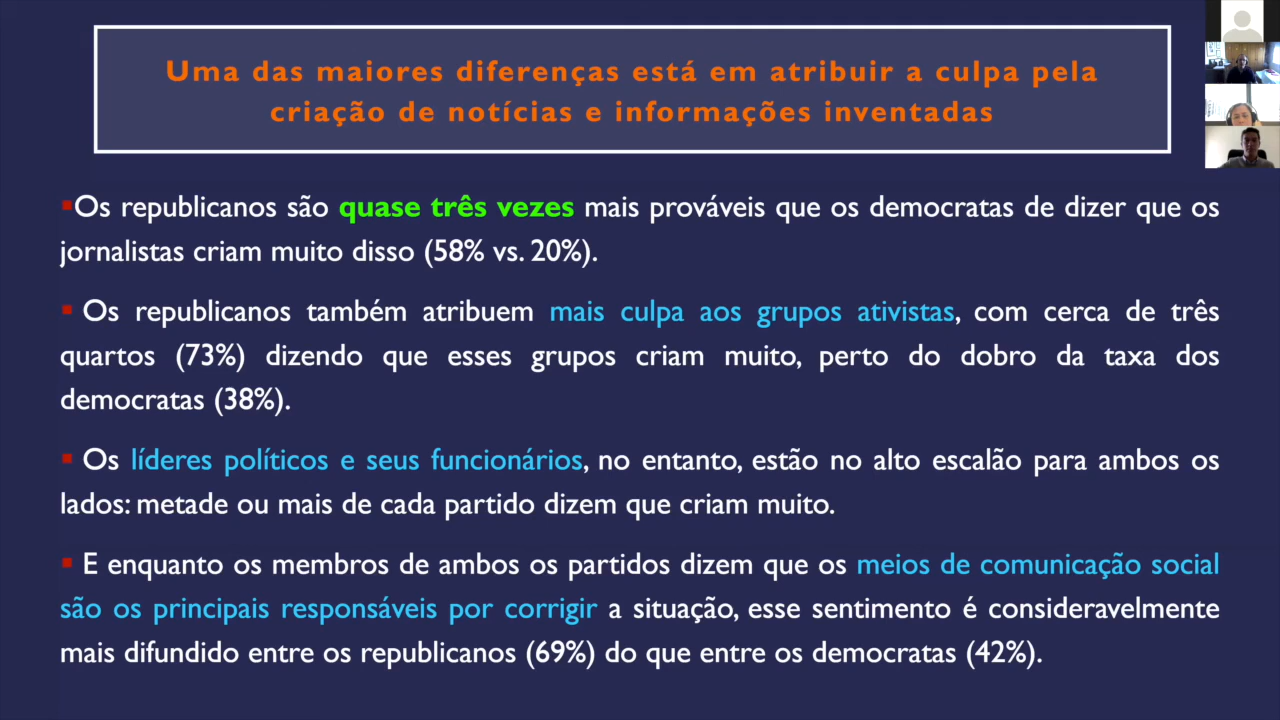 Uma das maiores diferenças está em atribuir a culpa pela
criação de notícias e informações inventadas
▪Os republicanos são quase três vezes mais prováveis que os democratas de dizer que os
jornalistas criam muito disso (58% vs. 20%).
▪ Os republicanos também atribuem mais culpa aos grupos ativistas, com cerca de três
quartos (73%) dizendo que esses grupos criam muito, perto do dobro da taxa dos
democratas (38%).
▪ Os líderes políticos e seus funcionários, no entanto, estão no alto escalão para ambos os
lados: metade ou mais de cada partido dizem que criam muito.
▪ E enquanto os membros de ambos os partidos dizem que os meios de comunicação social
são os principais responsáveis por corrigir a situação, esse sentimento é consideravelmente
mais difundido entre os republicanos (69%) do que entre os democratas (42%).